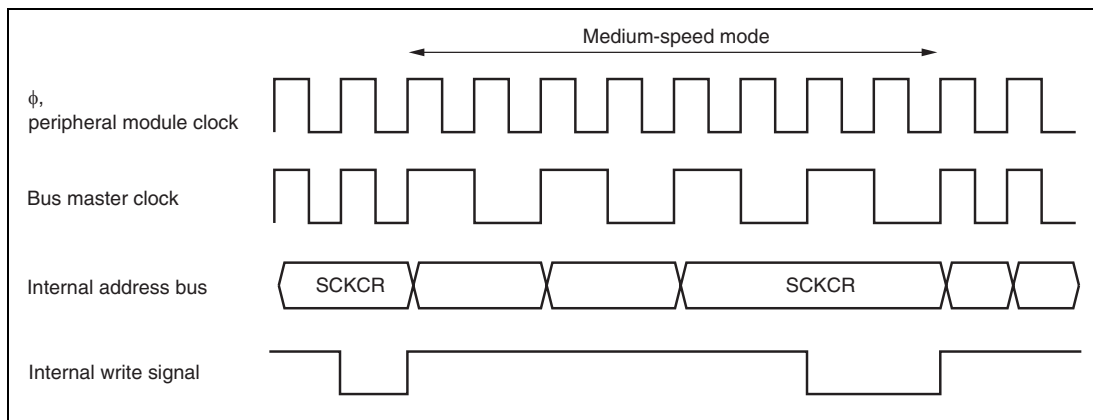 Medium-speed mode
ϕ,
peripheral module clock
Bus master clock
Internal address bus
SCKCR
SCKCR
Internal write signal